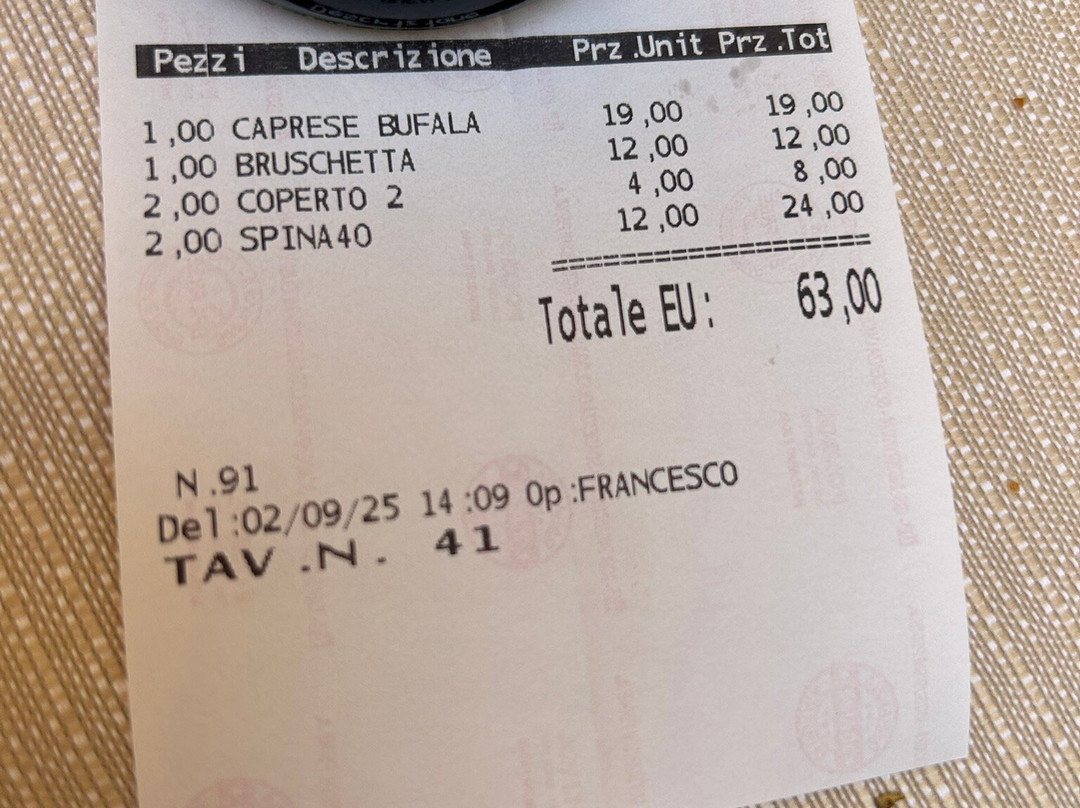 Pezzi Descrizione Prz.Unit Prz.Tot
1,00 CAPRESE BUFALA 19,00 19,00
1,00 BRUSCHETTA 12,00 12,00
2,00 COPERTO 2 4,00 8,00
2,00 SPINA40 12,00 24,00
====================
Totale EU: 63,00
N.91
Del:02/09/25 14:09 Op:FRANCESCO
TAV.N. 41